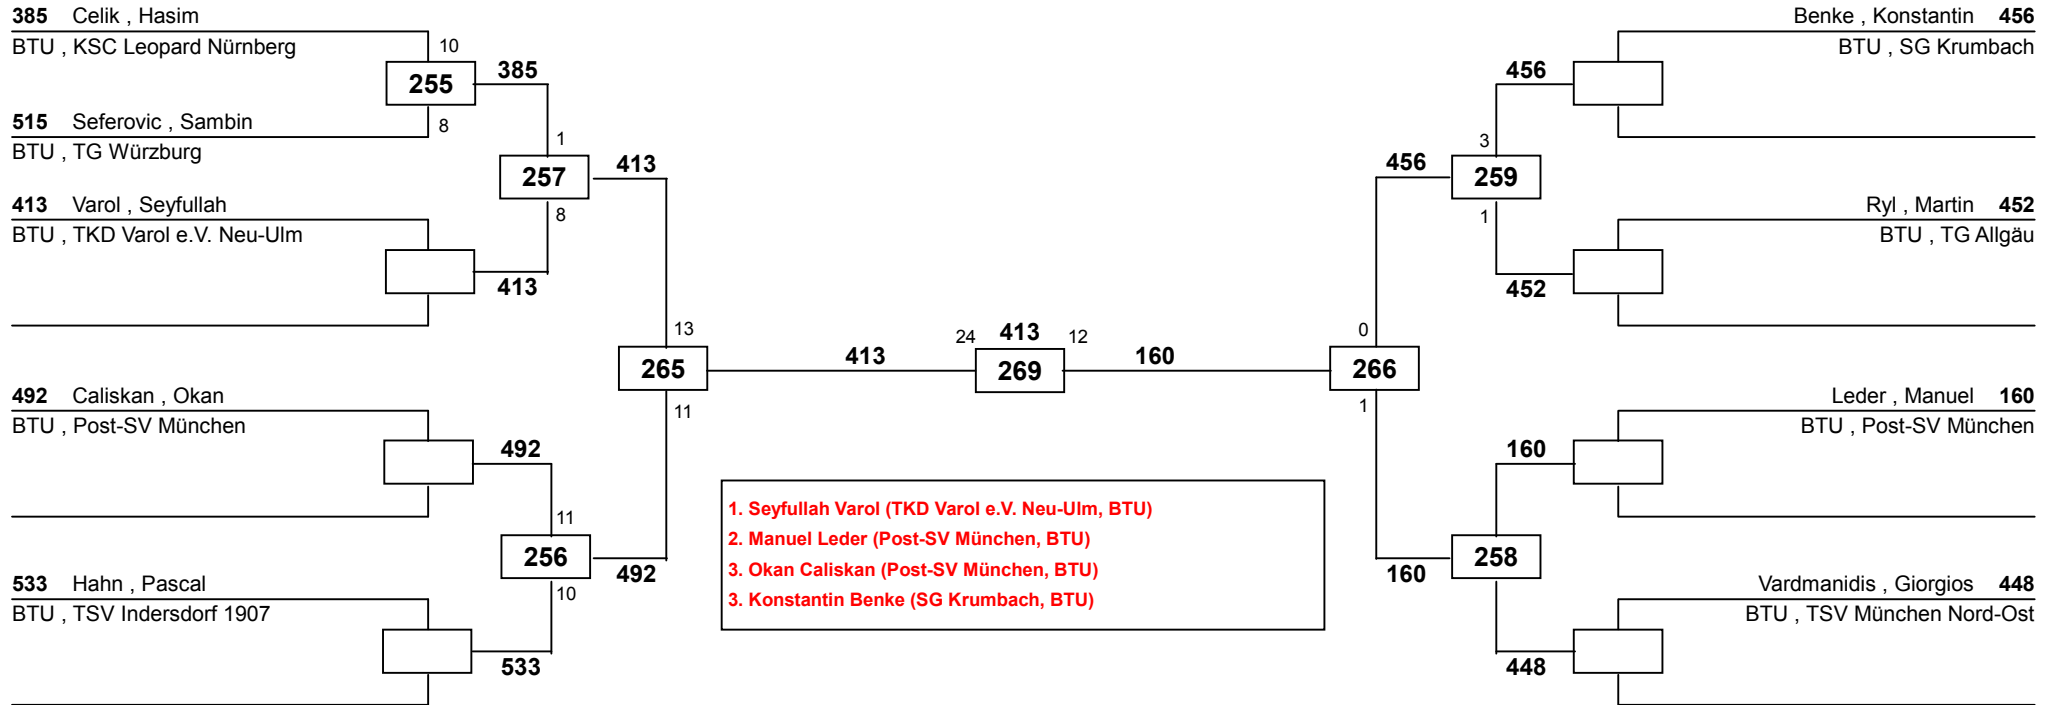 385 Celik , Hasim
BTU , KSC Leopard Nürnberg
10
255
385
515 Seferovic , Sambin
8
BTU , TG Würzburg
1
257
413
413 Varol , Seyfullah
8
BTU , TKD Varol e.V. Neu-Ulm
413
13
265
413
11
492 Caliskan , Okan
BTU , Post-SV München
492
11
256
492
10
533 Hahn , Pascal
BTU , TSV Indersdorf 1907
533
24 413 12
269
160
1. Seyfullah Varol (TKD Varol e.V. Neu-Ulm, BTU)
2. Manuel Leder (Post-SV München, BTU)
3. Okan Caliskan (Post-SV München, BTU)
3. Konstantin Benke (SG Krumbach, BTU)
Benke , Konstantin 456
BTU , SG Krumbach
456
3
456
259
1
Ryl , Martin 452
BTU , TG Allgäu
452
0
266
1
Leder , Manuel 160
BTU , Post-SV München
160
258
160
Vardmanidis , Giorgios 448
BTU , TSV München Nord-Ost
448